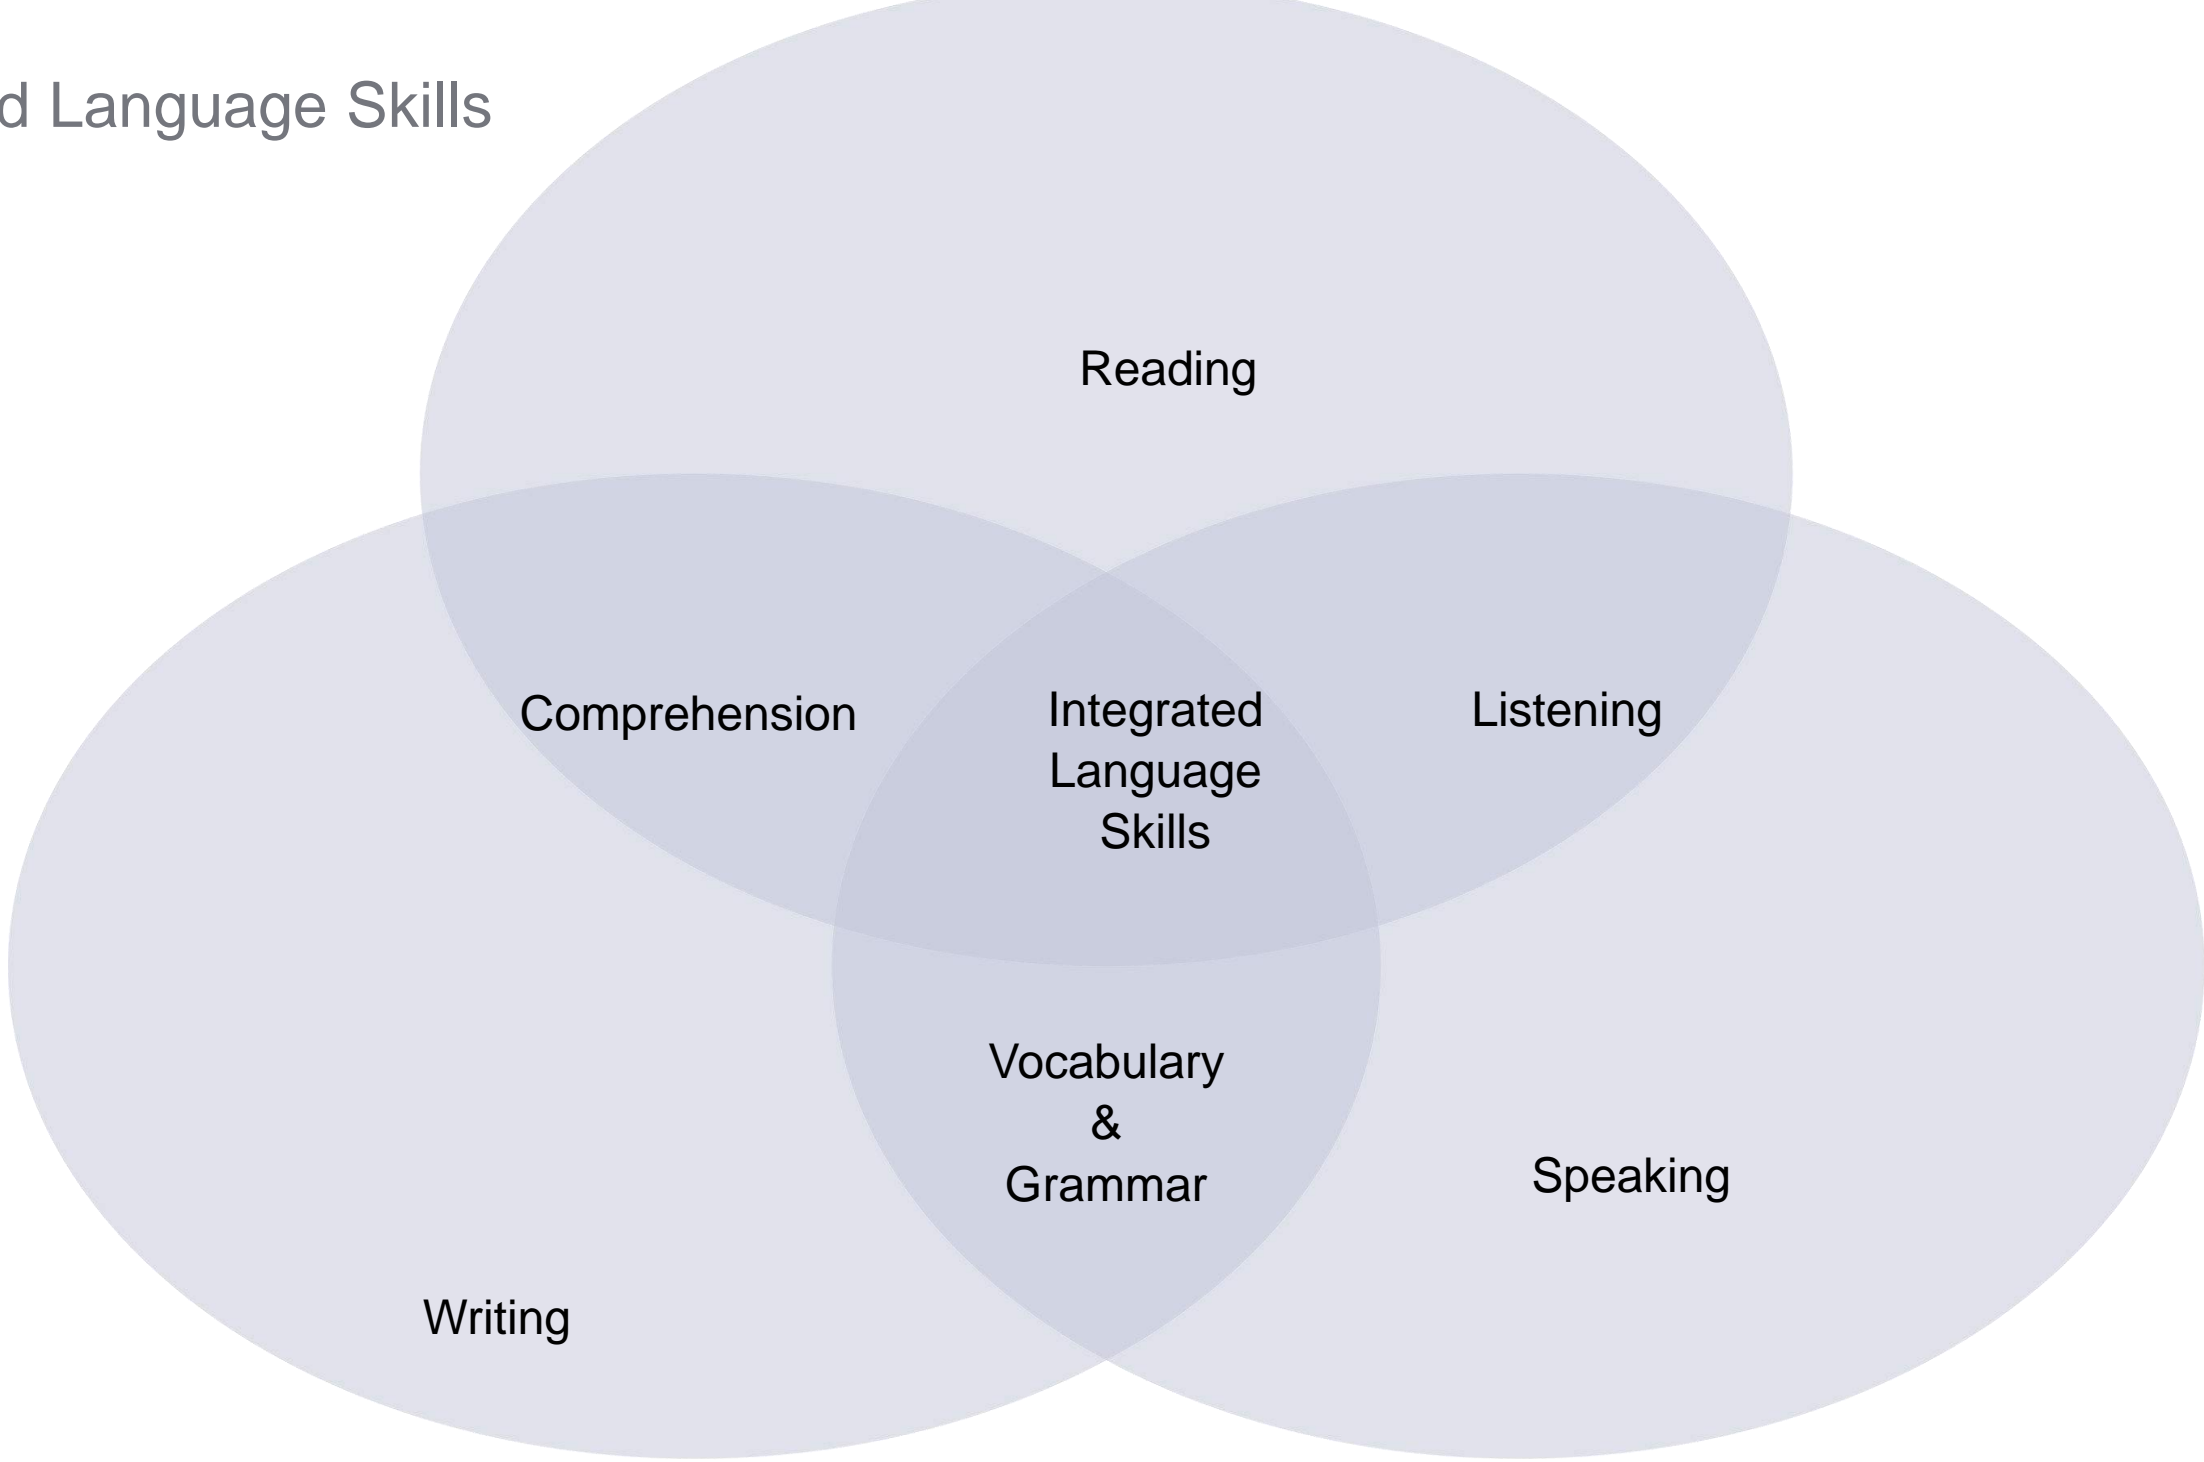 d Language Skills
Reading
Comprehension
Integrated
Language
Skills
Listening
Vocabulary
&
Grammar
Speaking
Writing